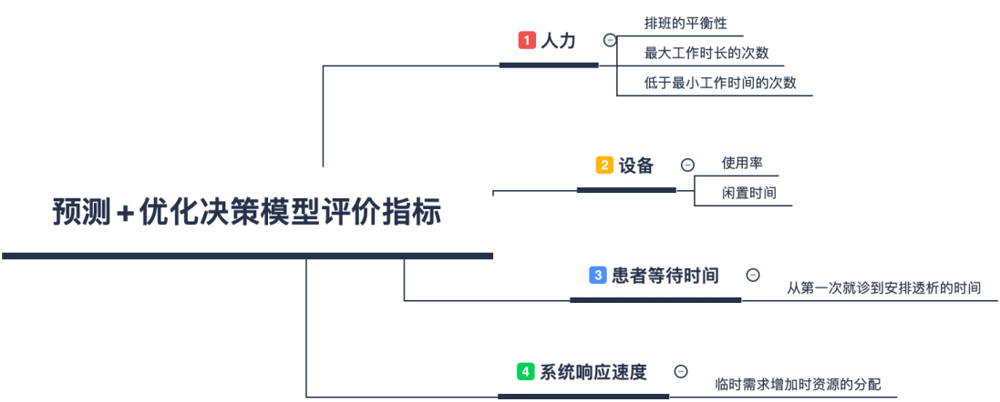 预测+优化决策模型评价指标
1 人力
排班的平衡性
最大工作时长的次数
低于最小工作时间的次数
2 设备
使用率
闲置时间
3 患者等待时间
从第一次就诊到安排透析的时间
4 系统响应速度
临时需求增加时资源的分配